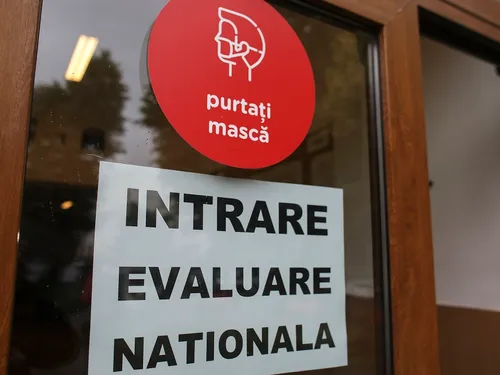 purtați
mască
INTRARE
EVALUARE
NATIONALA